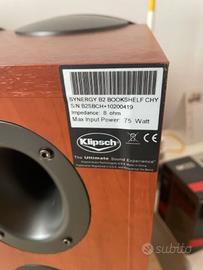 SYNERGY B2 BOOKSHELF CHY
S/N B2SBCH+10200419
Impedance: 8 ohm
Max Input Power: 75 Watt
Klipsch
The Ultimate Sound Experience
subito